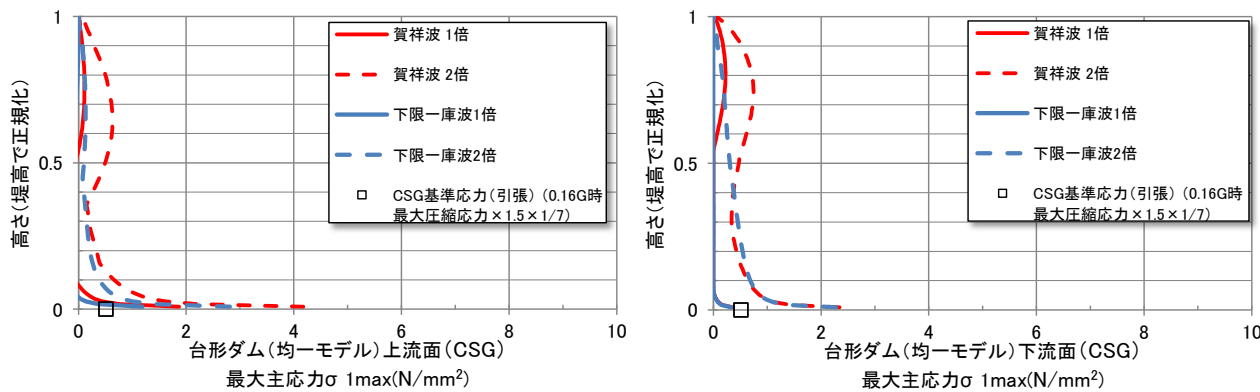 1
0.5
0
高さ(堤高で正規化)
賀祥波 1倍
賀祥波 2倍
下限一庫波1倍
下限一庫波2倍
CSG基準応力(引張) (0.16G時
最大圧縮応力×1.5×1/7)
0 2 4 6 8 10
台形ダム(均一モデル)上流面(CSG)
最大主応力σ 1max(N/mm²)
1
0.5
0
高さ(堤高で正規化)
賀祥波 1倍
賀祥波 2倍
下限一庫波1倍
下限一庫波2倍
CSG基準応力(引張) (0.16G時
最大圧縮応力×1.5×1/7)
0 2 4 6 8 10
台形ダム(均一モデル)下流面(CSG)
最大主応力σ 1max(N/mm²)